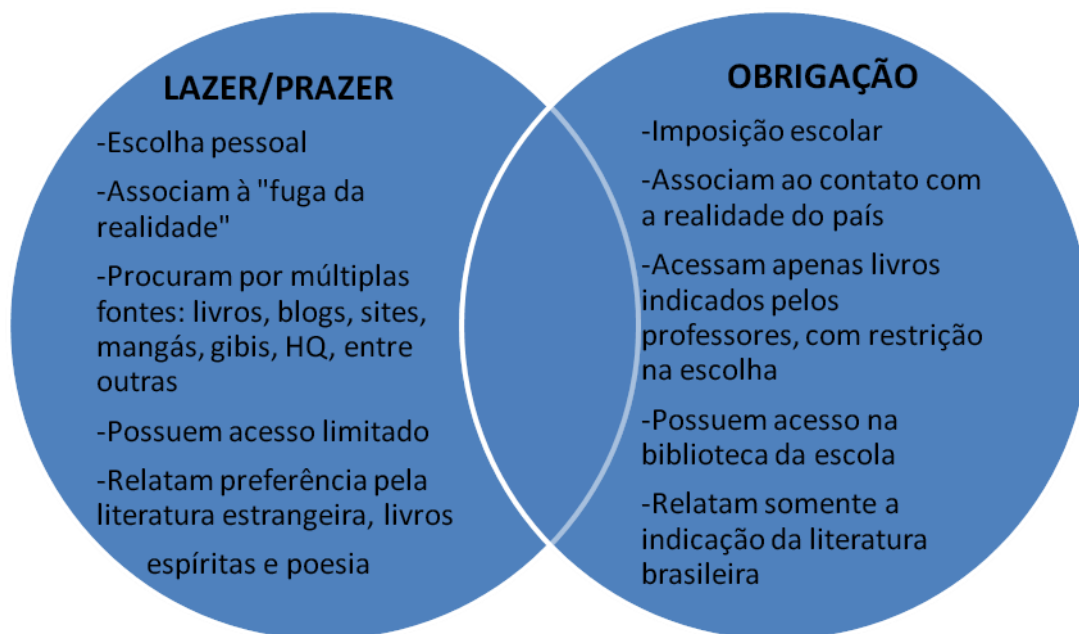 LAZER/PRAZER
-Escolha pessoal
-Associam à "fuga da
realidade"
-Procuram por múltiplas
fontes: livros, blogs, sites,
mangás, gibis, HQ, entre
outras
-Possuem acesso limitado
-Relatam preferência pela
literatura estrangeira, livros
espíritas e poesia
OBRIGAÇÃO
-Imposição escolar
-Associam ao contato com
a realidade do país
-Acessam apenas livros
indicados pelos
professores, com restrição
na escolha
-Possuem acesso na
biblioteca da escola
-Relatam somente a
indicação da literatura
brasileira